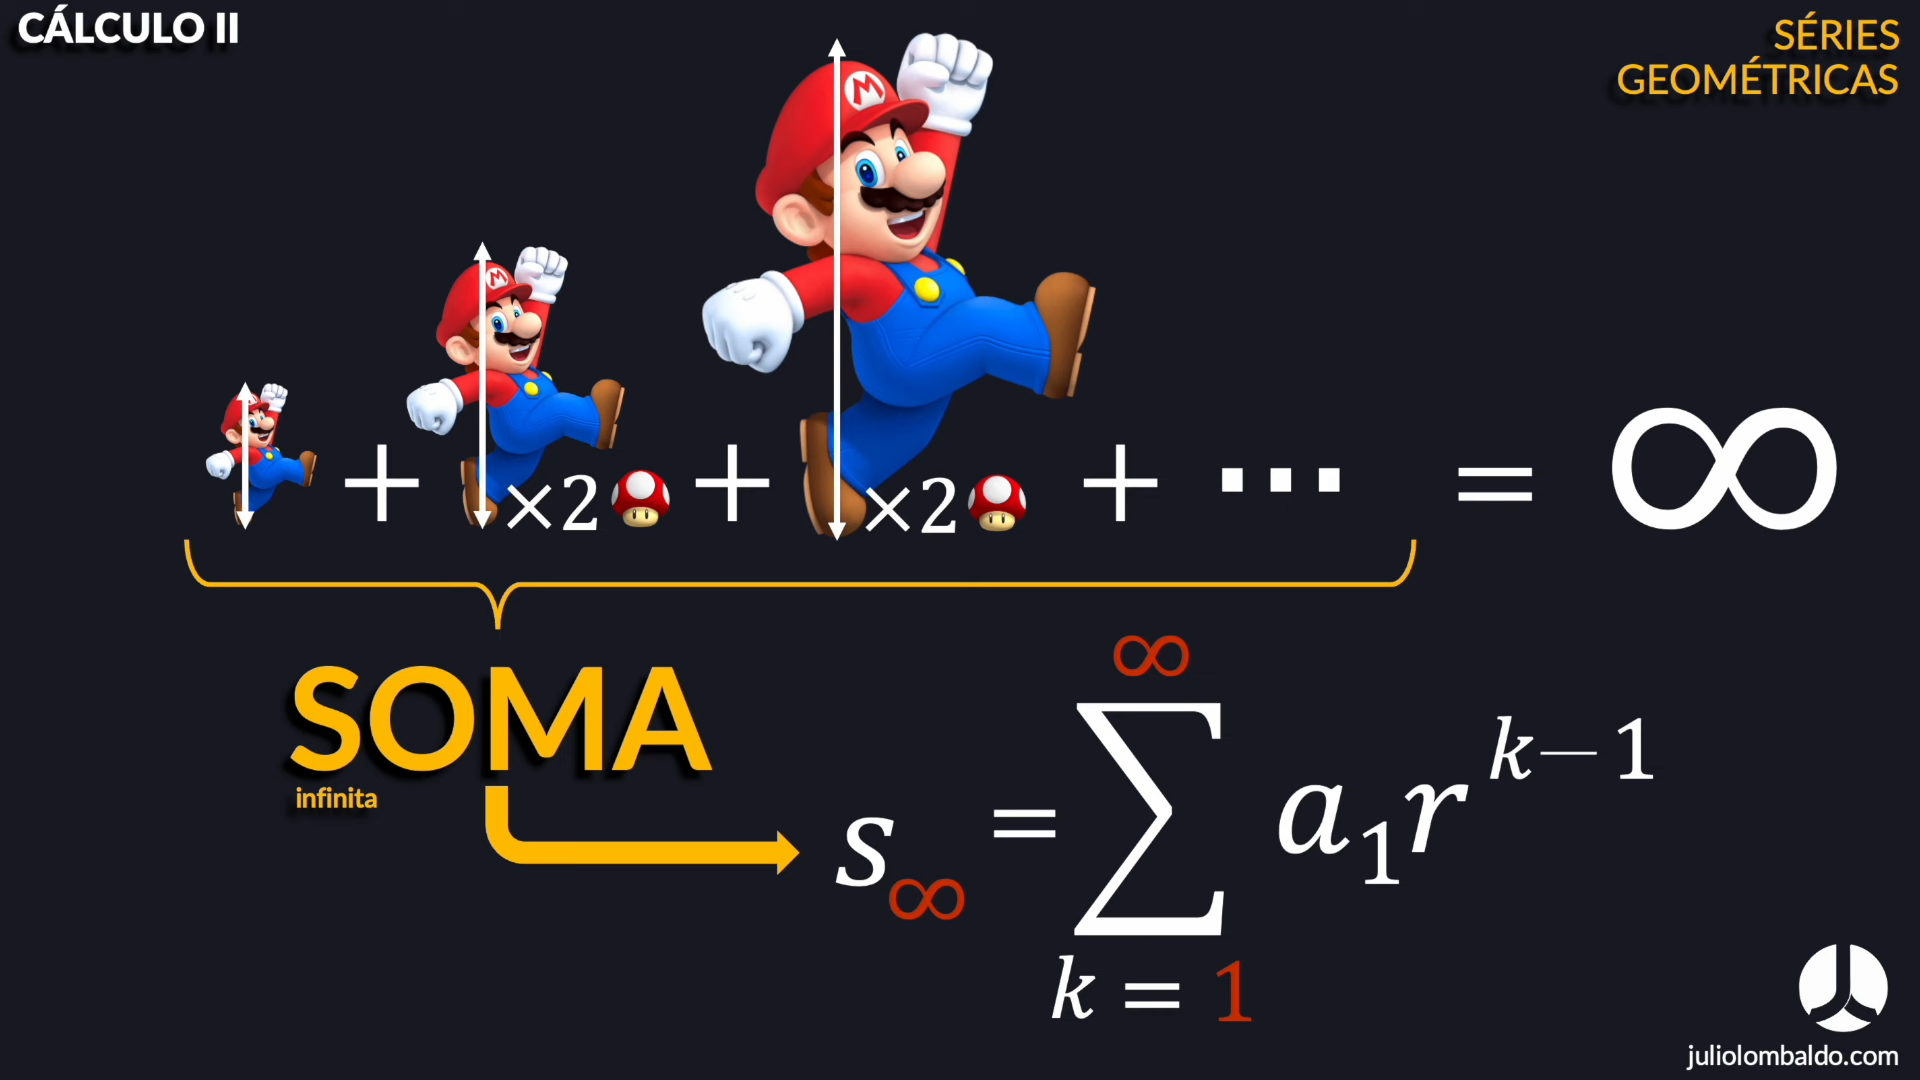 CÁLCULO II
SÉRIES
GEOMÉTRICAS
M
M
M
+ ×2 + ×2 + ... = ∞
SOMA
infinita
s∞ = ∑ a₁r^{k−1}
∞
k = 1
juliolombaldo.com